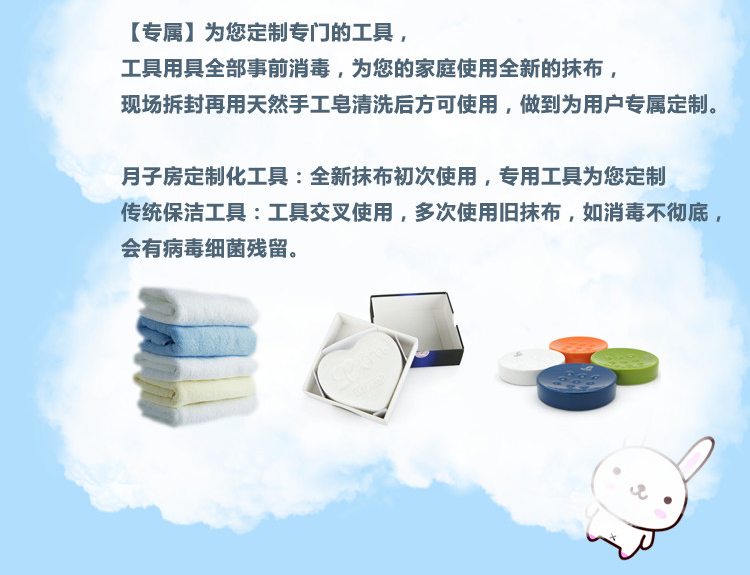 【专属】为您定制专门的工具，
工具用具全部事前消毒，为您的家庭使用全新的抹布，
现场拆封再用天然手工皂清洗后方可使用，做到为用户专属定制。
月子房定制化工具：全新抹布初次使用，专用工具为您定制
传统保洁工具：工具交叉使用，多次使用旧抹布，如消毒不彻底，
会有病毒细菌残留。